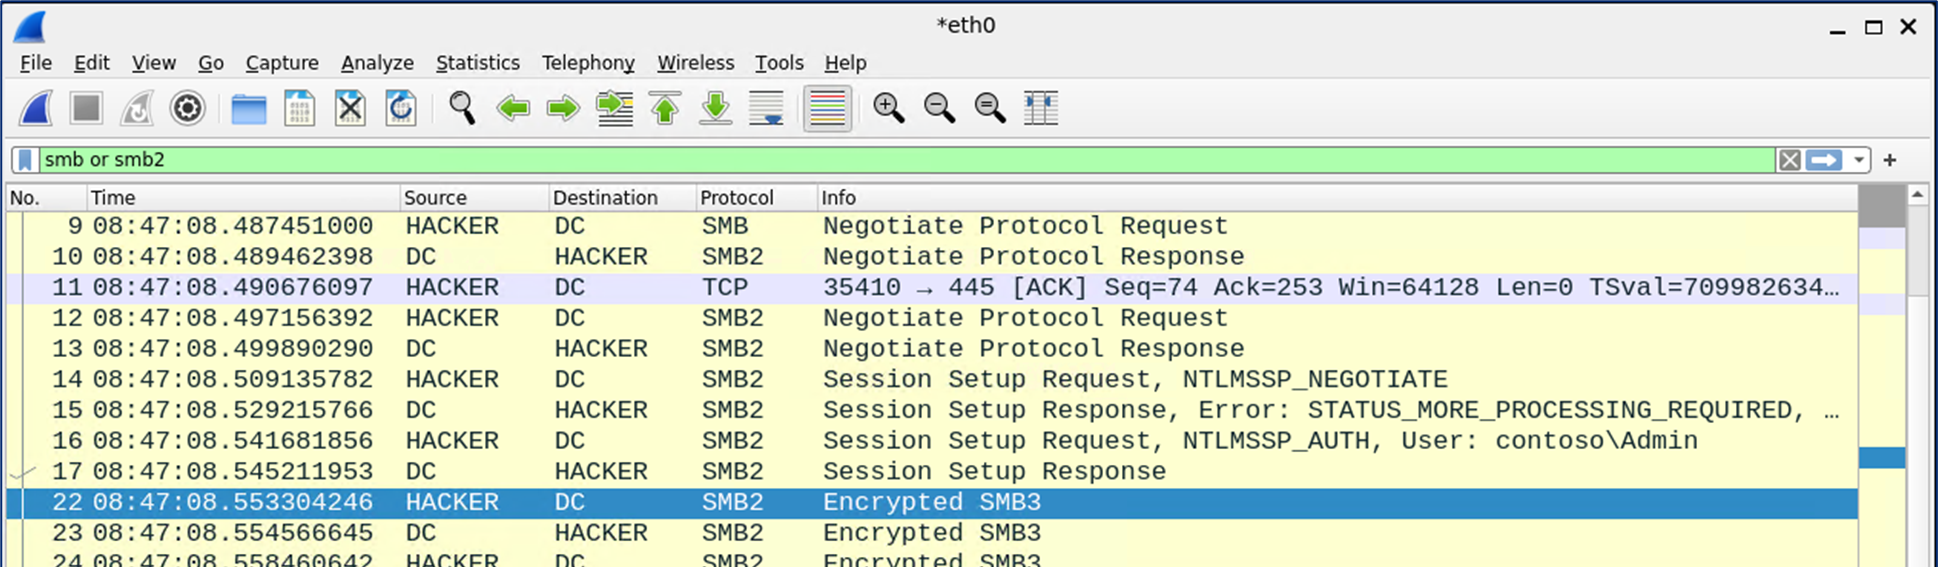 *eth0
File Edit View Go Capture Analyze Statistics Telephony Wireless Tools Help
smb or smb2
No. Time Source Destination Protocol Info
9 08:47:08.487451000 HACKER DC SMB Negotiate Protocol Request
10 08:47:08.489462398 DC HACKER SMB2 Negotiate Protocol Response
11 08:47:08.490676097 HACKER DC TCP 35410 → 445 [ACK] Seq=74 Ack=253 Win=64128 Len=0 TSval=709982634…
12 08:47:08.497156392 HACKER DC SMB2 Negotiate Protocol Request
13 08:47:08.499890290 DC HACKER SMB2 Negotiate Protocol Response
14 08:47:08.509135782 HACKER DC SMB2 Session Setup Request, NTLMSSP_NEGOTIATE
15 08:47:08.529215766 DC HACKER SMB2 Session Setup Response, Error: STATUS_MORE_PROCESSING_REQUIRED, …
16 08:47:08.541681856 HACKER DC SMB2 Session Setup Request, NTLMSSP_AUTH, User: contoso\Admin
17 08:47:08.545211953 DC HACKER SMB2 Session Setup Response
22 08:47:08.553304246 HACKER DC SMB2 Encrypted SMB3
23 08:47:08.554566645 DC HACKER SMB2 Encrypted SMB3
24 08:47:08.558460642 HACKER DC SMB2 Encrypted SMB3